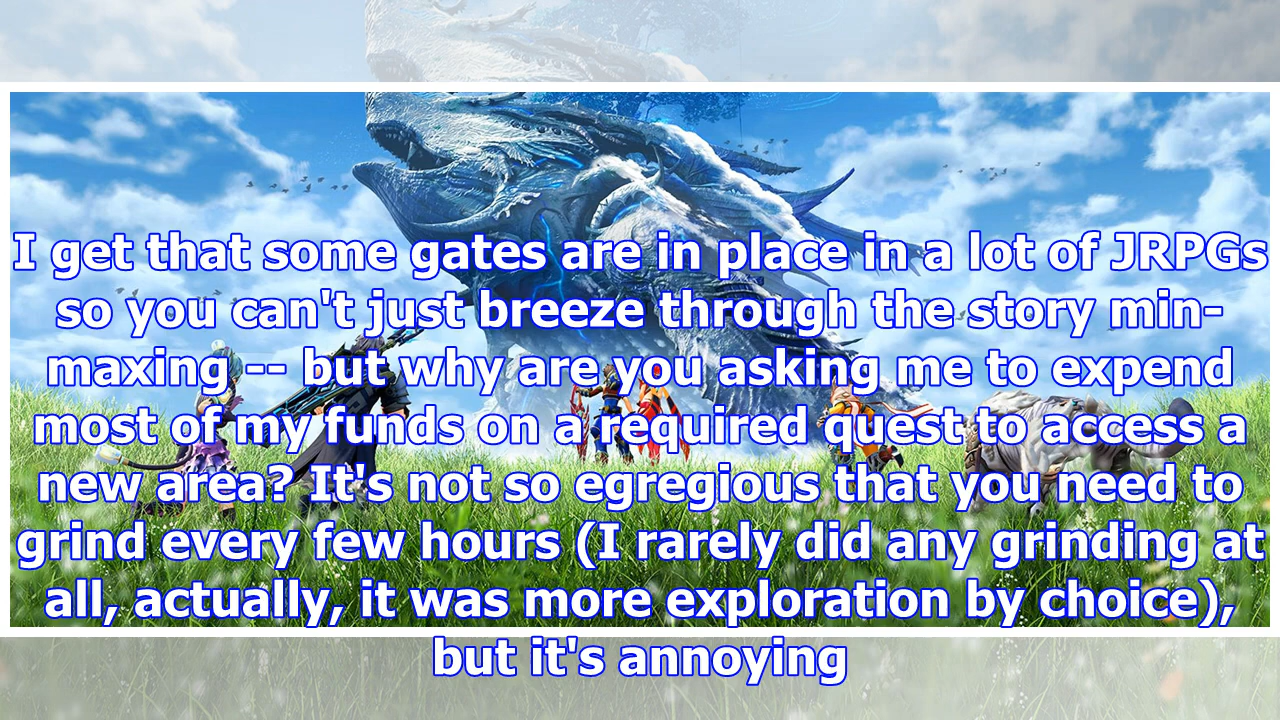 I get that some gates are in place in a lot of JRPGs
so you can't just breeze through the story min-
maxing -- but why are you asking me to expend
most of my funds on a required quest to access a
new area? It's not so egregious that you need to
grind every few hours (I rarely did any grinding at
all, actually, it was more exploration by choice),
but it's annoying